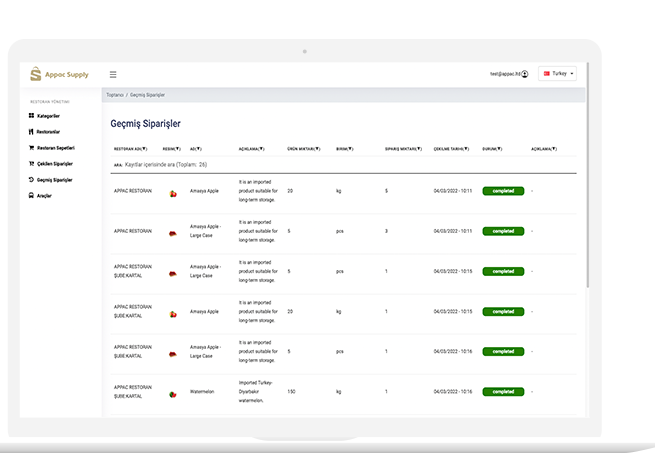 Appac Supply
test@appac.ltd
Turkey
RESTORAN YÖNETİMİ
Kategoriler
Restoranlar
Restoran Sepetleri
Çekilen Siparişler
Geçmiş Siparişler
Araçlar
Toptancı / Geçmiş Siparişler
Geçmiş Siparişler
RESTORAN ADI(▼) RESİM(▼) ADI(▼) AÇIKLAMA(▼) ÜRÜN MİKTARI(▼) BİRİM(▼) SİPARİŞ MİKTARI(▼) ÇEKİLME TARİHİ(▼) DURUM(▼) AÇIKLAMA(▼)
ARA: Kayıtlar içerisinde ara (Toplam: 26)
APPAC RESTORAN Amasya Apple It is an imported product suitable for long-term storage. 20 kg 5 04/03/2022 - 10:11 completed -
APPAC RESTORAN Amasya Apple - Large Case It is an imported product suitable for long-term storage. 5 pcs 3 04/03/2022 - 10:11 completed -
APPAC RESTORAN ŞUBE:KARTAL Amasya Apple - Large Case It is an imported product suitable for long-term storage. 5 pcs 1 04/03/2022 - 10:15 completed -
APPAC RESTORAN ŞUBE:KARTAL Amasya Apple It is an imported product suitable for long-term storage. 20 kg 1 04/03/2022 - 10:15 completed -
APPAC RESTORAN ŞUBE:KARTAL Amasya Apple - Large Case It is an imported product suitable for long-term storage. 5 pcs 1 04/03/2022 - 10:16 completed -
APPAC RESTORAN ŞUBE:KARTAL Watermelon Imported Turkey-Diyarbakır watermelon. 150 kg 1 04/03/2022 - 10:16 completed -